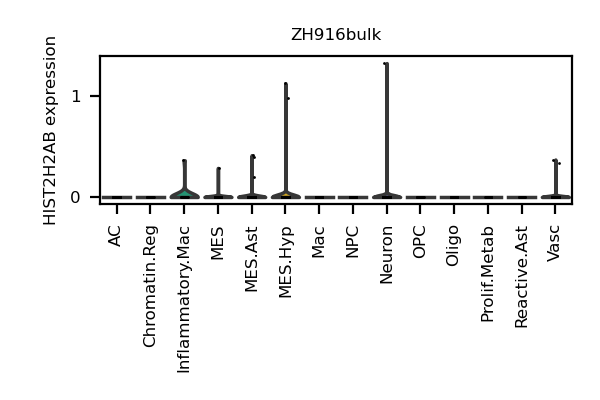 ZH916bulk
HIST2H2AB expression
1
0
AC
Chromatin.Reg
Inflammatory.Mac
MES
MES.Ast
MES.Hyp
Mac
NPC
Neuron
OPC
Oligo
Prolif.Metab
Reactive.Ast
Vasc